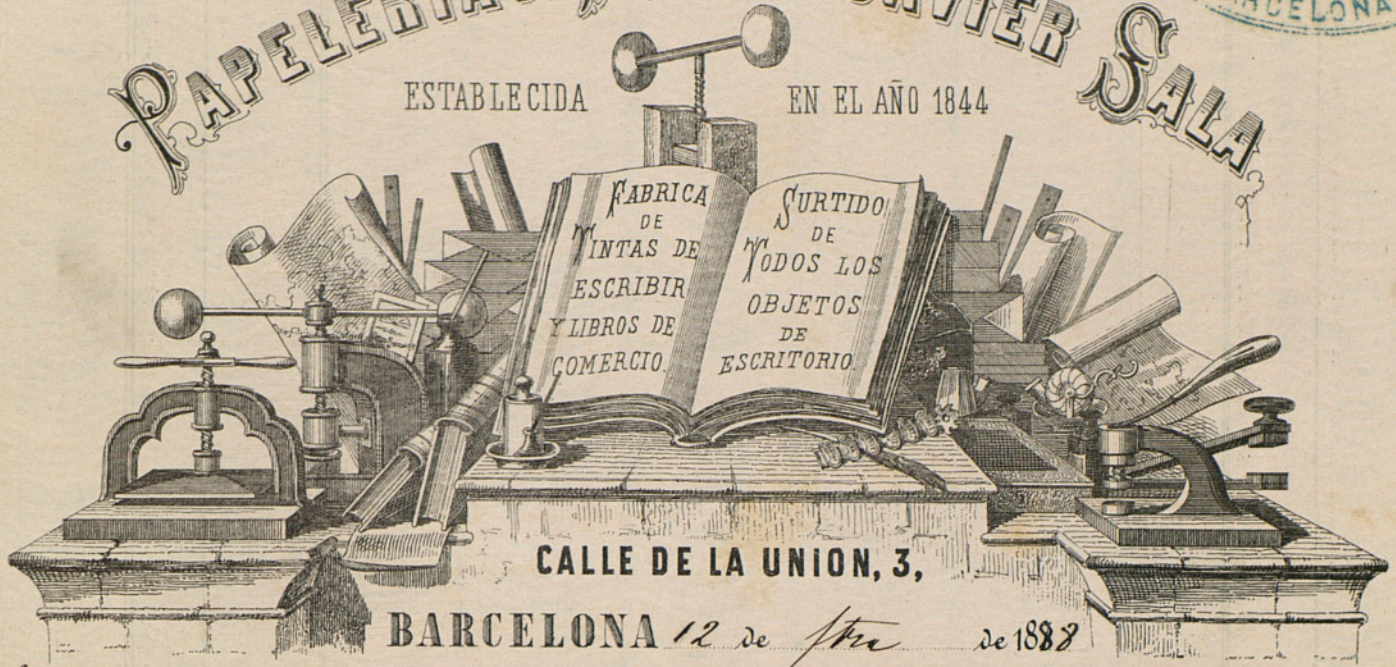 PAPELERIA
SALA
BARCELONA
ESTABLECIDA EN EL AÑO 1844
FABRICA
DE
TINTAS DE
ESCRIBIR
Y LIBROS DE
COMERCIO.
SURTIDO
DE
TODOS LOS
OBJETOS
DE
ESCRITORIO.
CALLE DE LA UNION, 3,
BARCELONA 12 de de 1888